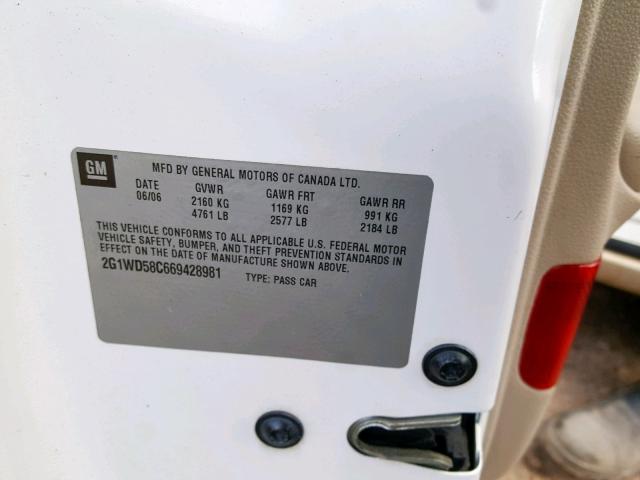 GM
MFD BY GENERAL MOTORS OF CANADA LTD.
DATE GVWR GAWR FRT GAWR RR
06/06 2160 KG 1169 KG 991 KG
4761 LB 2577 LB 2184 LB
THIS VEHICLE CONFORMS TO ALL APPLICABLE U.S. FEDERAL MOTOR
VEHICLE SAFETY, BUMPER, AND THEFT PREVENTION STANDARDS IN
EFFECT ON THE DATE OF MANUFACTURE SHOWN ABOVE.
2G1WD58C669428981 TYPE: PASS CAR